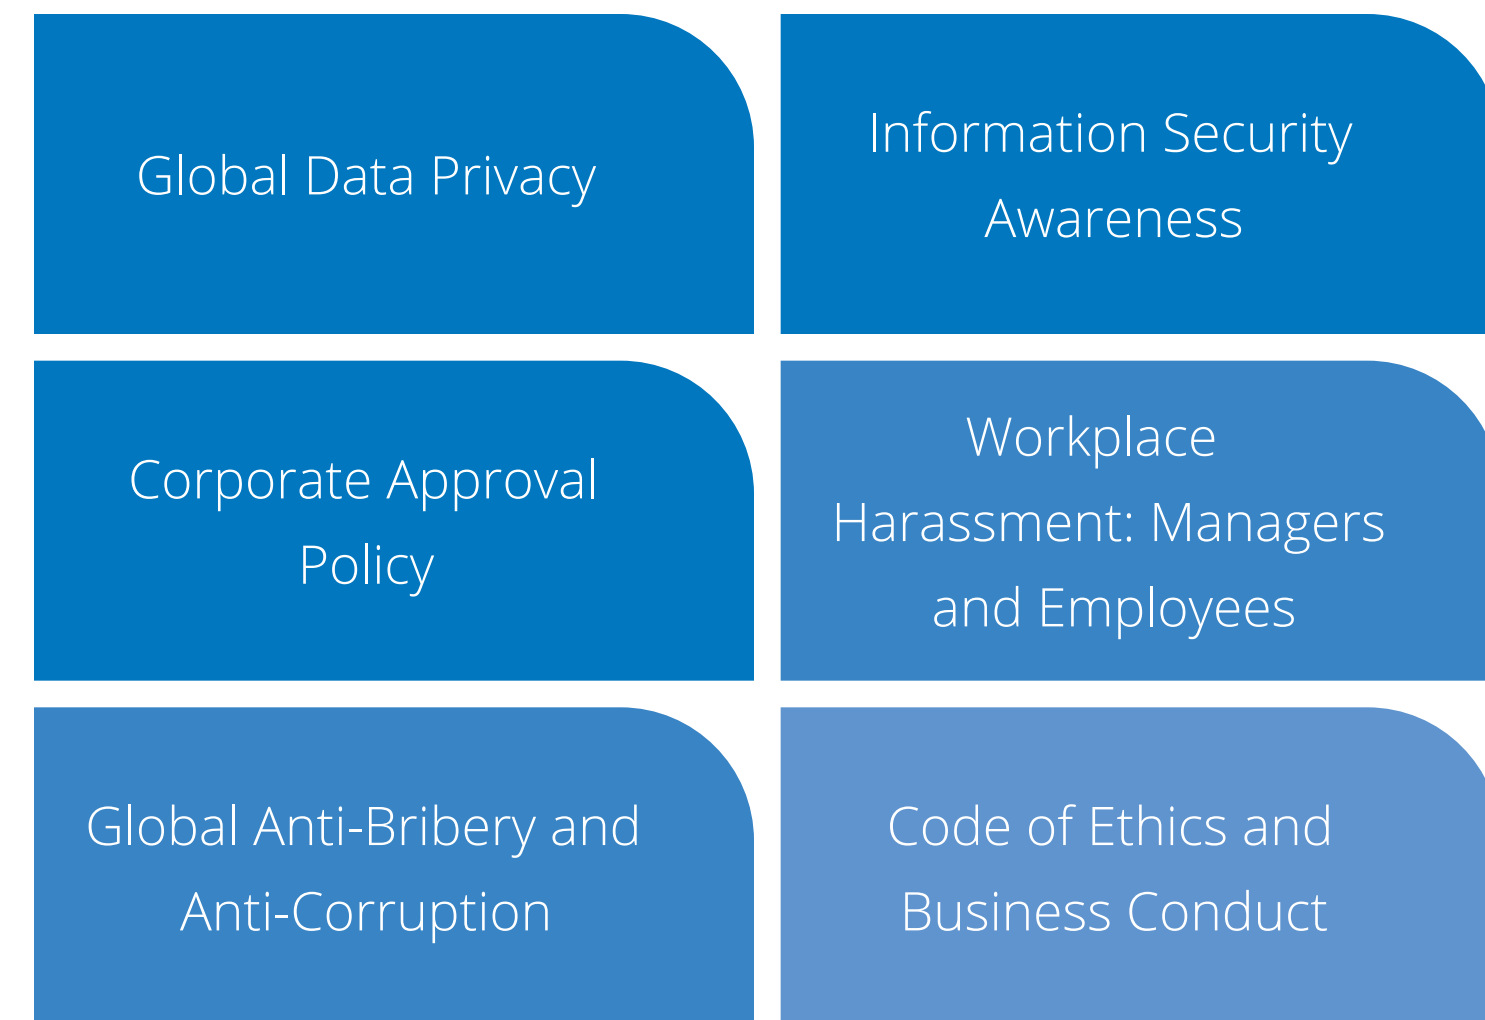 Global Data Privacy
Information Security
Awareness
Corporate Approval
Policy
Workplace
Harassment: Managers
and Employees
Global Anti-Bribery and
Anti-Corruption
Code of Ethics and
Business Conduct